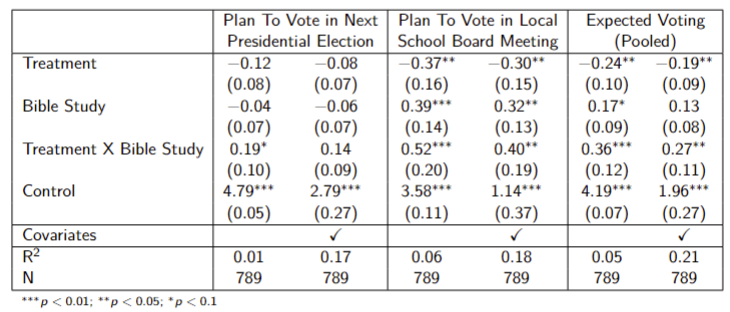 Plan To Vote in Next Plan To Vote in Local Expected Voting
Presidential Election School Board Meeting (Pooled)
Treatment −0.12 −0.08 −0.37** −0.30** −0.24** −0.19**
(0.08) (0.07) (0.16) (0.15) (0.10) (0.09)
Bible Study −0.04 −0.06 0.39*** 0.32** 0.17* 0.13
(0.07) (0.07) (0.14) (0.13) (0.09) (0.08)
Treatment X Bible Study 0.19* 0.14 0.52*** 0.40** 0.36*** 0.27**
(0.10) (0.09) (0.20) (0.19) (0.12) (0.11)
Control 4.79*** 2.79*** 3.58*** 1.14*** 4.19*** 1.96***
(0.05) (0.27) (0.11) (0.37) (0.07) (0.27)
Covariates ✓ ✓ ✓
R² 0.01 0.17 0.06 0.18 0.05 0.21
N 789 789 789 789 789 789
***p < 0.01; **p < 0.05; *p < 0.1